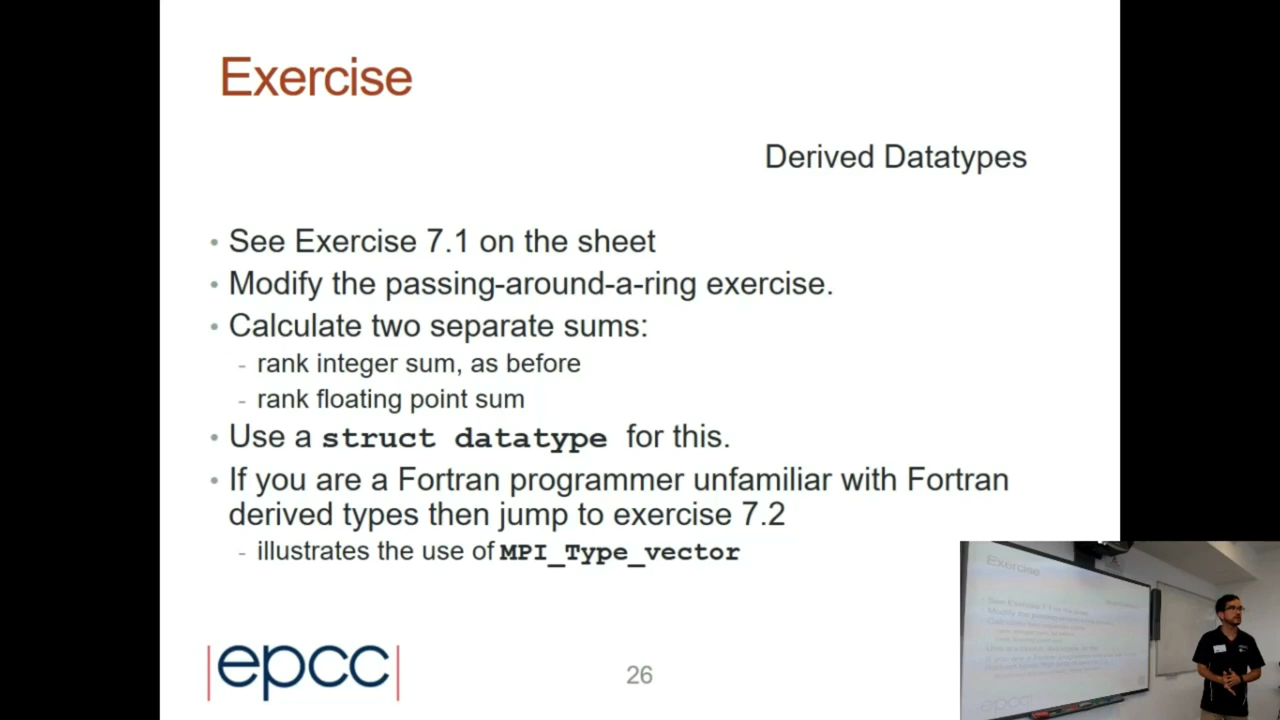 Exercise
Derived Datatypes
• See Exercise 7.1 on the sheet
• Modify the passing-around-a-ring exercise.
• Calculate two separate sums:
- rank integer sum, as before
- rank floating point sum
• Use a struct datatype for this.
• If you are a Fortran programmer unfamiliar with Fortran
derived types then jump to exercise 7.2
- illustrates the use of MPI_Type_vector
epcc
26
Exercise